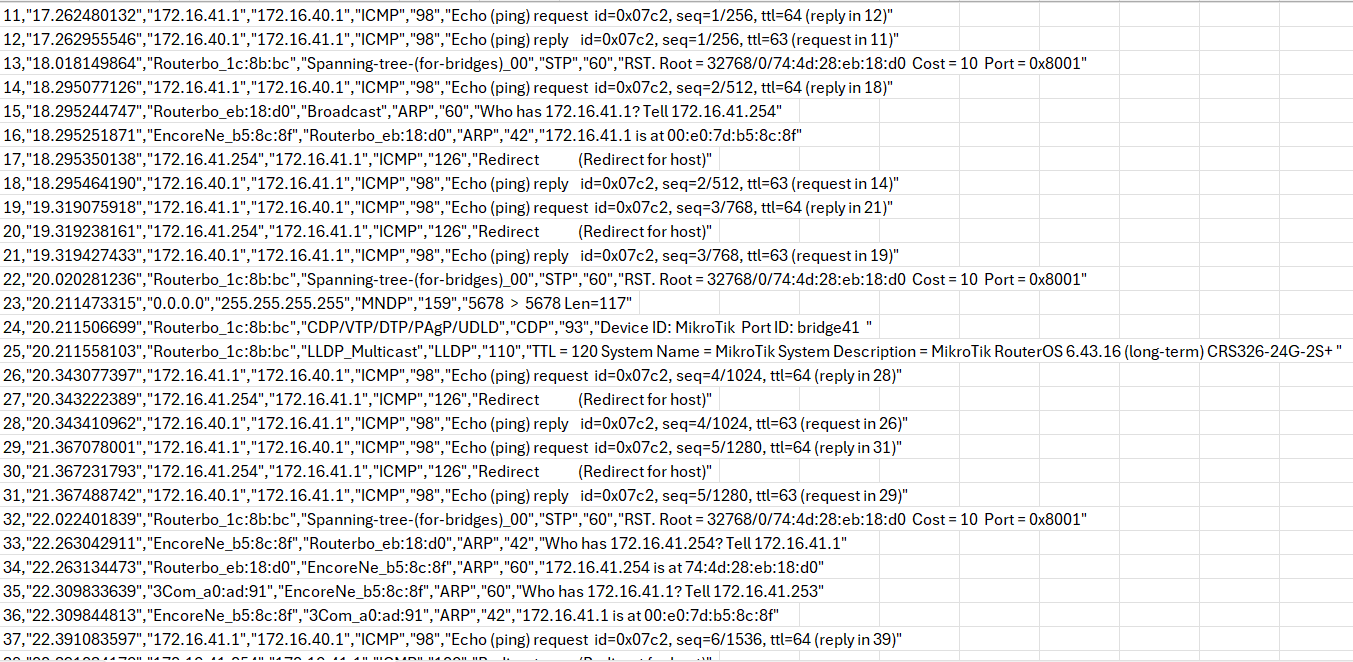 11,"17.262480132","172.16.41.1","172.16.40.1","ICMP","98","Echo (ping) request  id=0x07c2, seq=1/256, ttl=64 (reply in 12)"
12,"17.262955546","172.16.40.1","172.16.41.1","ICMP","98","Echo (ping) reply    id=0x07c2, seq=1/256, ttl=63 (request in 11)"
13,"18.018149864","Routerbo_1c:8b:bc","Spanning-tree-(for-bridges)_00","STP","60","RST. Root = 32768/0/74:4d:28:eb:18:d0  Cost = 10  Port = 0x8001"
14,"18.295077126","172.16.41.1","172.16.40.1","ICMP","98","Echo (ping) request  id=0x07c2, seq=2/512, ttl=64 (reply in 18)"
15,"18.295244747","Routerbo_eb:18:d0","Broadcast","ARP","60","Who has 172.16.41.1? Tell 172.16.41.254"
16,"18.295251871","EncoreNe_b5:8c:8f","Routerbo_eb:18:d0","ARP","42","172.16.41.1 is at 00:e0:7d:b5:8c:8f"
17,"18.295350138","172.16.41.254","172.16.41.1","ICMP","126","Redirect             (Redirect for host)"
18,"18.295464190","172.16.40.1","172.16.41.1","ICMP","98","Echo (ping) reply    id=0x07c2, seq=2/512, ttl=63 (request in 14)"
19,"19.319075918","172.16.41.1","172.16.40.1","ICMP","98","Echo (ping) request  id=0x07c2, seq=3/768, ttl=64 (reply in 21)"
20,"19.319238161","172.16.41.254","172.16.41.1","ICMP","126","Redirect             (Redirect for host)"
21,"19.319427433","172.16.40.1","172.16.41.1","ICMP","98","Echo (ping) reply    id=0x07c2, seq=3/768, ttl=63 (request in 19)"
22,"20.020281236","Routerbo_1c:8b:bc","Spanning-tree-(for-bridges)_00","STP","60","RST. Root = 32768/0/74:4d:28:eb:18:d0  Cost = 10  Port = 0x8001"
23,"20.211473315","0.0.0.0","255.255.255.255","MNDP","159","5678  >  5678 Len=117"
24,"20.211506699","Routerbo_1c:8b:bc","CDP/VTP/DTP/PAgP/UDLD","CDP","93","Device ID: MikroTik  Port ID: bridge41  "
25,"20.211558103","Routerbo_1c:8b:bc","LLDP_Multicast","LLDP","110","TTL = 120 System Name = MikroTik System Description = MikroTik RouterOS 6.43.16 (long-term) CRS326-24G-2S+ "
26,"20.343077397","172.16.41.1","172.16.40.1","ICMP","98","Echo (ping) request  id=0x07c2, seq=4/1024, ttl=64 (reply in 28)"
27,"20.343222389","172.16.41.254","172.16.41.1","ICMP","126","Redirect             (Redirect for host)"
28,"20.343410962","172.16.40.1","172.16.41.1","ICMP","98","Echo (ping) reply    id=0x07c2, seq=4/1024, ttl=63 (request in 26)"
29,"21.367078001","172.16.41.1","172.16.40.1","ICMP","98","Echo (ping) request  id=0x07c2, seq=5/1280, ttl=64 (reply in 31)"
30,"21.367231793","172.16.41.254","172.16.41.1","ICMP","126","Redirect             (Redirect for host)"
31,"21.367488742","172.16.40.1","172.16.41.1","ICMP","98","Echo (ping) reply    id=0x07c2, seq=5/1280, ttl=63 (request in 29)"
32,"22.022401839","Routerbo_1c:8b:bc","Spanning-tree-(for-bridges)_00","STP","60","RST. Root = 32768/0/74:4d:28:eb:18:d0  Cost = 10  Port = 0x8001"
33,"22.263042911","EncoreNe_b5:8c:8f","Routerbo_eb:18:d0","ARP","42","Who has 172.16.41.254? Tell 172.16.41.1"
34,"22.263134473","Routerbo_eb:18:d0","EncoreNe_b5:8c:8f","ARP","60","172.16.41.254 is at 74:4d:28:eb:18:d0"
35,"22.309833639","3Com_a0:ad:91","EncoreNe_b5:8c:8f","ARP","60","Who has 172.16.41.1? Tell 172.16.41.253"
36,"22.309844813","EncoreNe_b5:8c:8f","3Com_a0:ad:91","ARP","42","172.16.41.1 is at 00:e0:7d:b5:8c:8f"
37,"22.391083597","172.16.41.1","172.16.40.1","ICMP","98","Echo (ping) request  id=0x07c2, seq=6/1536, ttl=64 (reply in 39)"